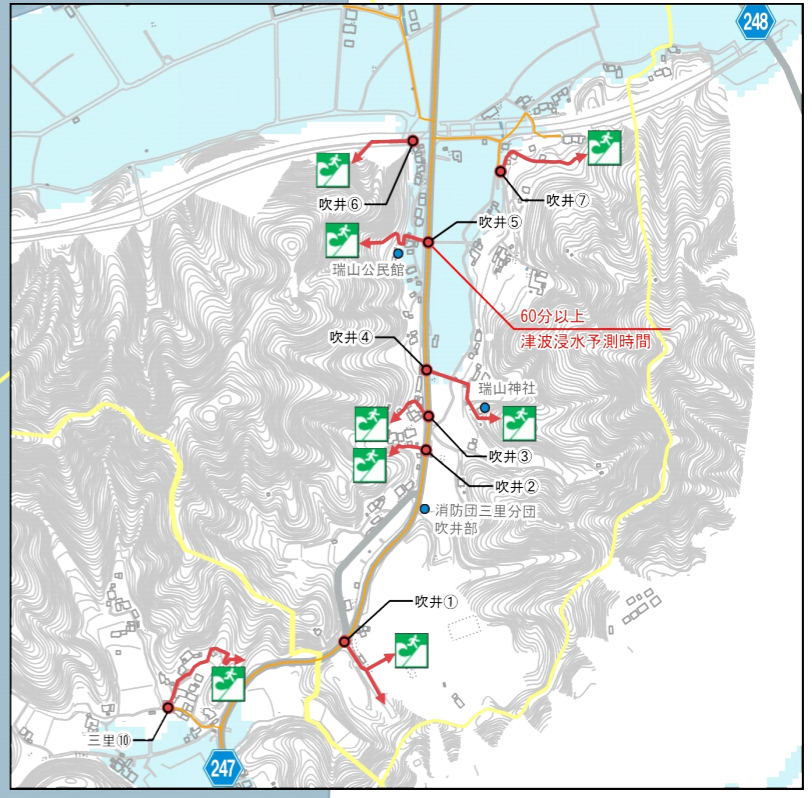 248
吹井⑥
吹井⑦
吹井⑤
瑞山公民館
60分以上
津波浸水予測時間
吹井④
瑞山神社
吹井③
吹井②
消防団三里分団
吹井部
吹井①
三里⑩
247